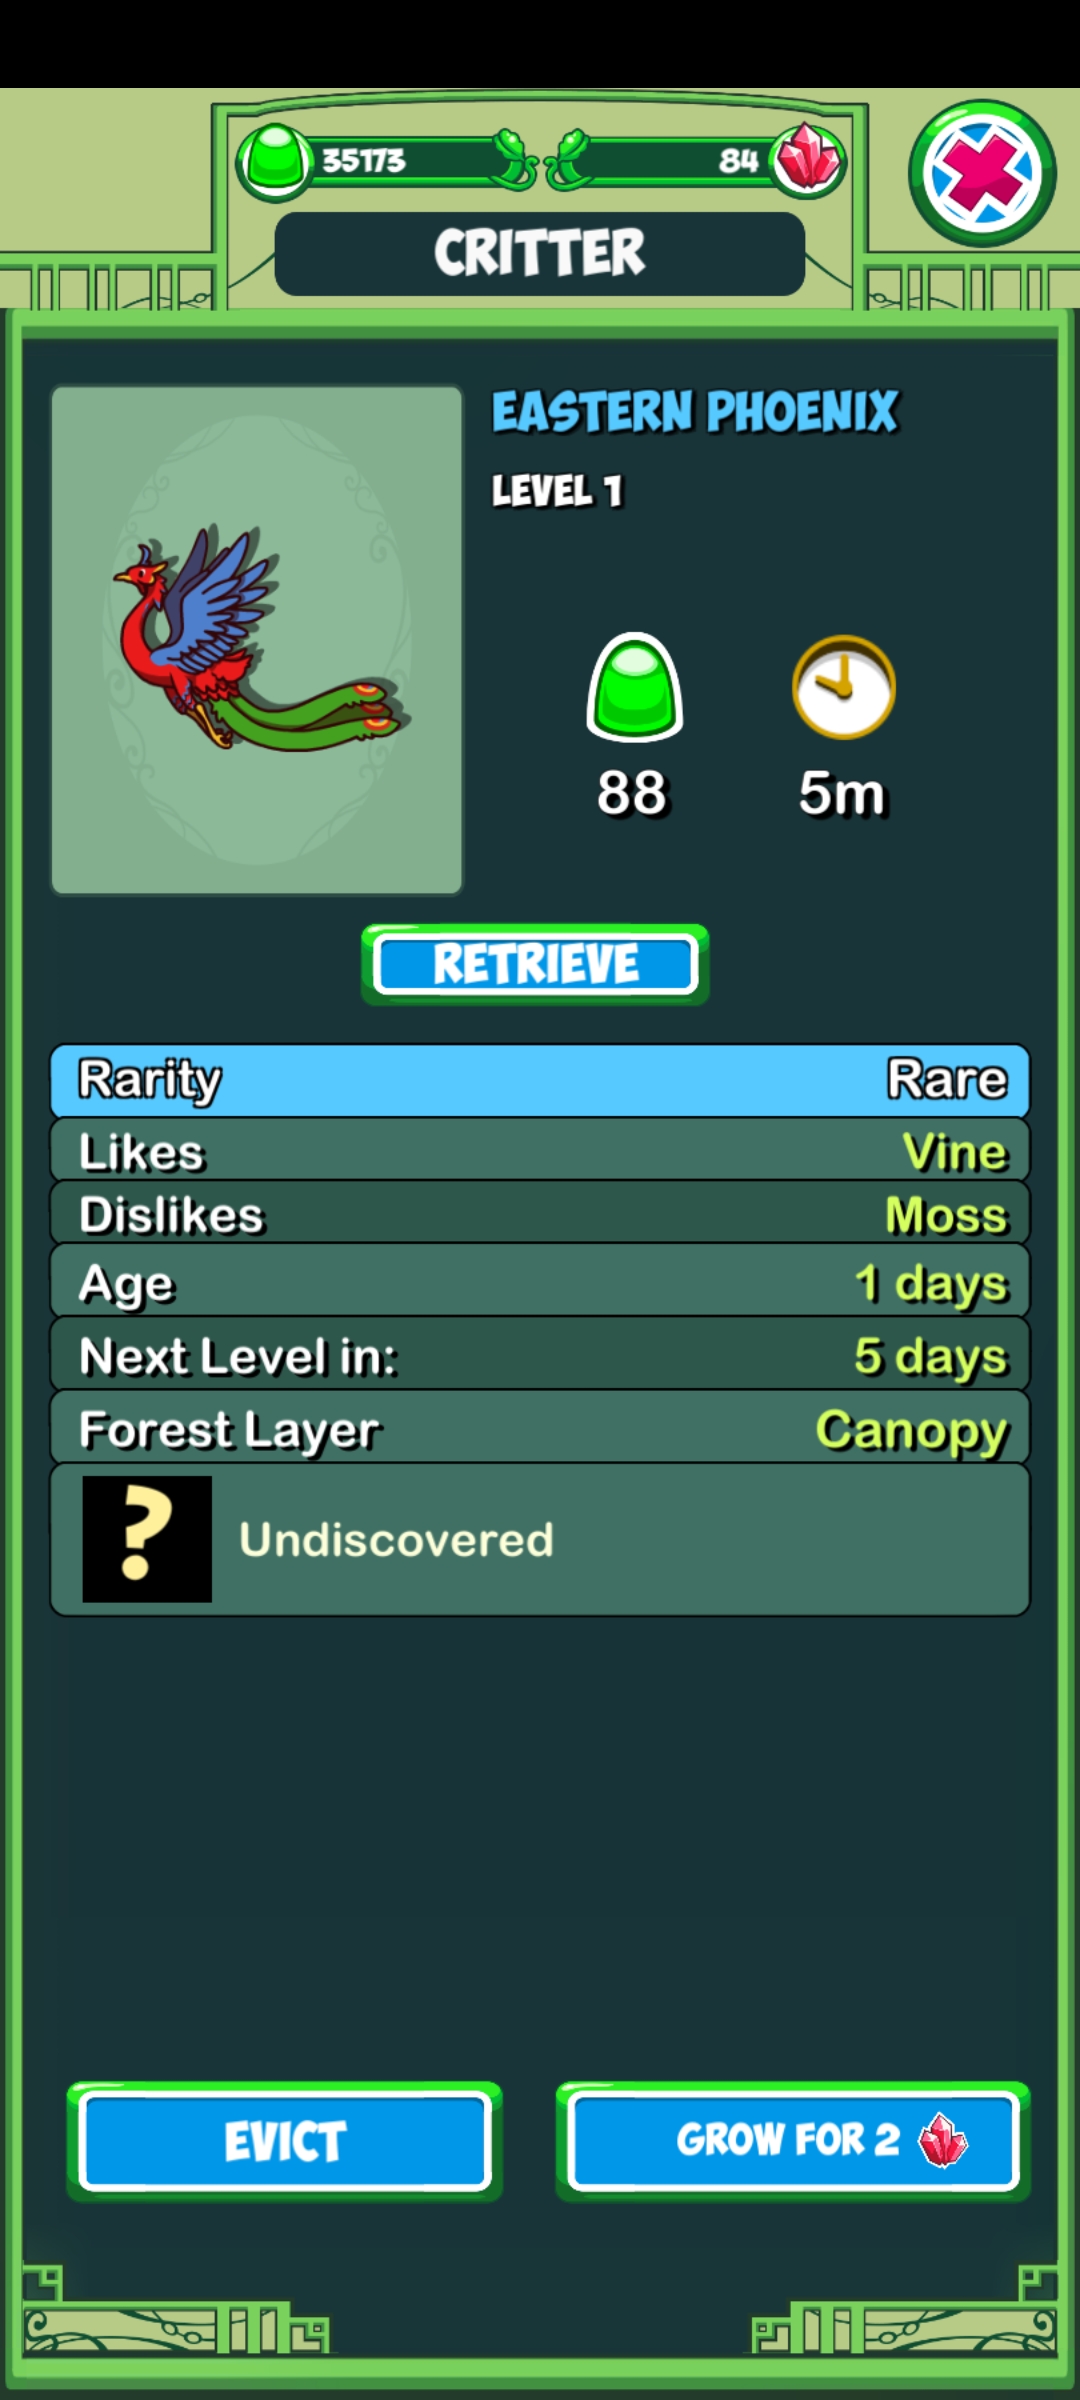 35173
84
CRITTER
EASTERN PHOENIX
LEVEL 1
88
5m
RETRIEVE
Rarity Rare
Likes Vine
Dislikes Moss
Age 1 days
Next Level in: 5 days
Forest Layer Canopy
? Undiscovered
EVICT
GROW FOR 2